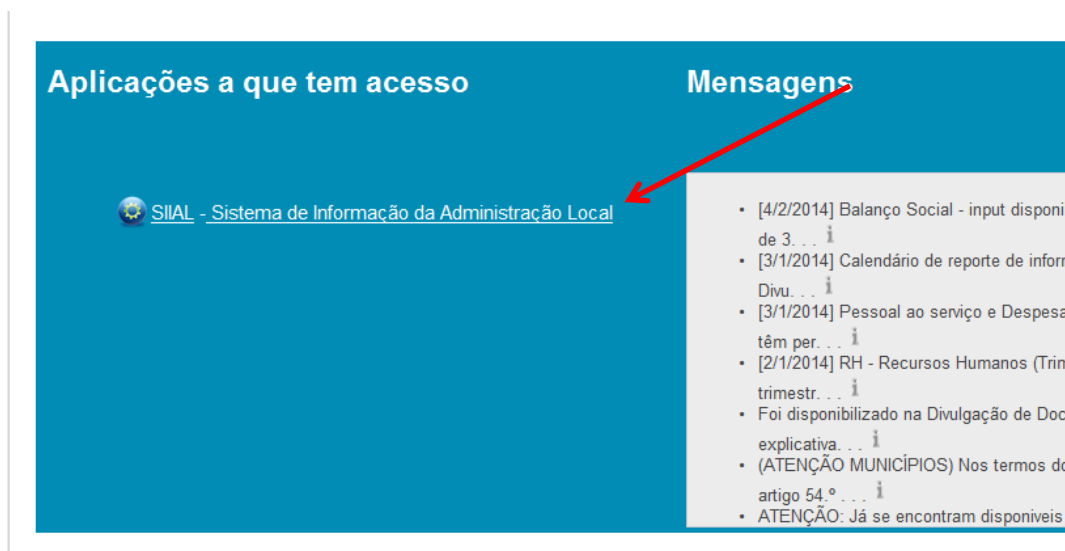 Aplicações a que tem acesso
Mensagens
SIIAL - Sistema de Informação da Administração Local
• [4/2/2014] Balanço Social - input disponi
de 3. . . i
• [3/1/2014] Calendário de reporte de infor
Divu. . . i
• [3/1/2014] Pessoal ao serviço e Despesa
têm per. . . i
• [2/1/2014] RH - Recursos Humanos (Trim
trimestr. . . i
• Foi disponibilizado na Divulgação de Doc
explicativa. . . i
• (ATENÇÃO MUNICÍPIOS) Nos termos do
artigo 54.º . . . i
• ATENÇÃO: Já se encontram disponiveis